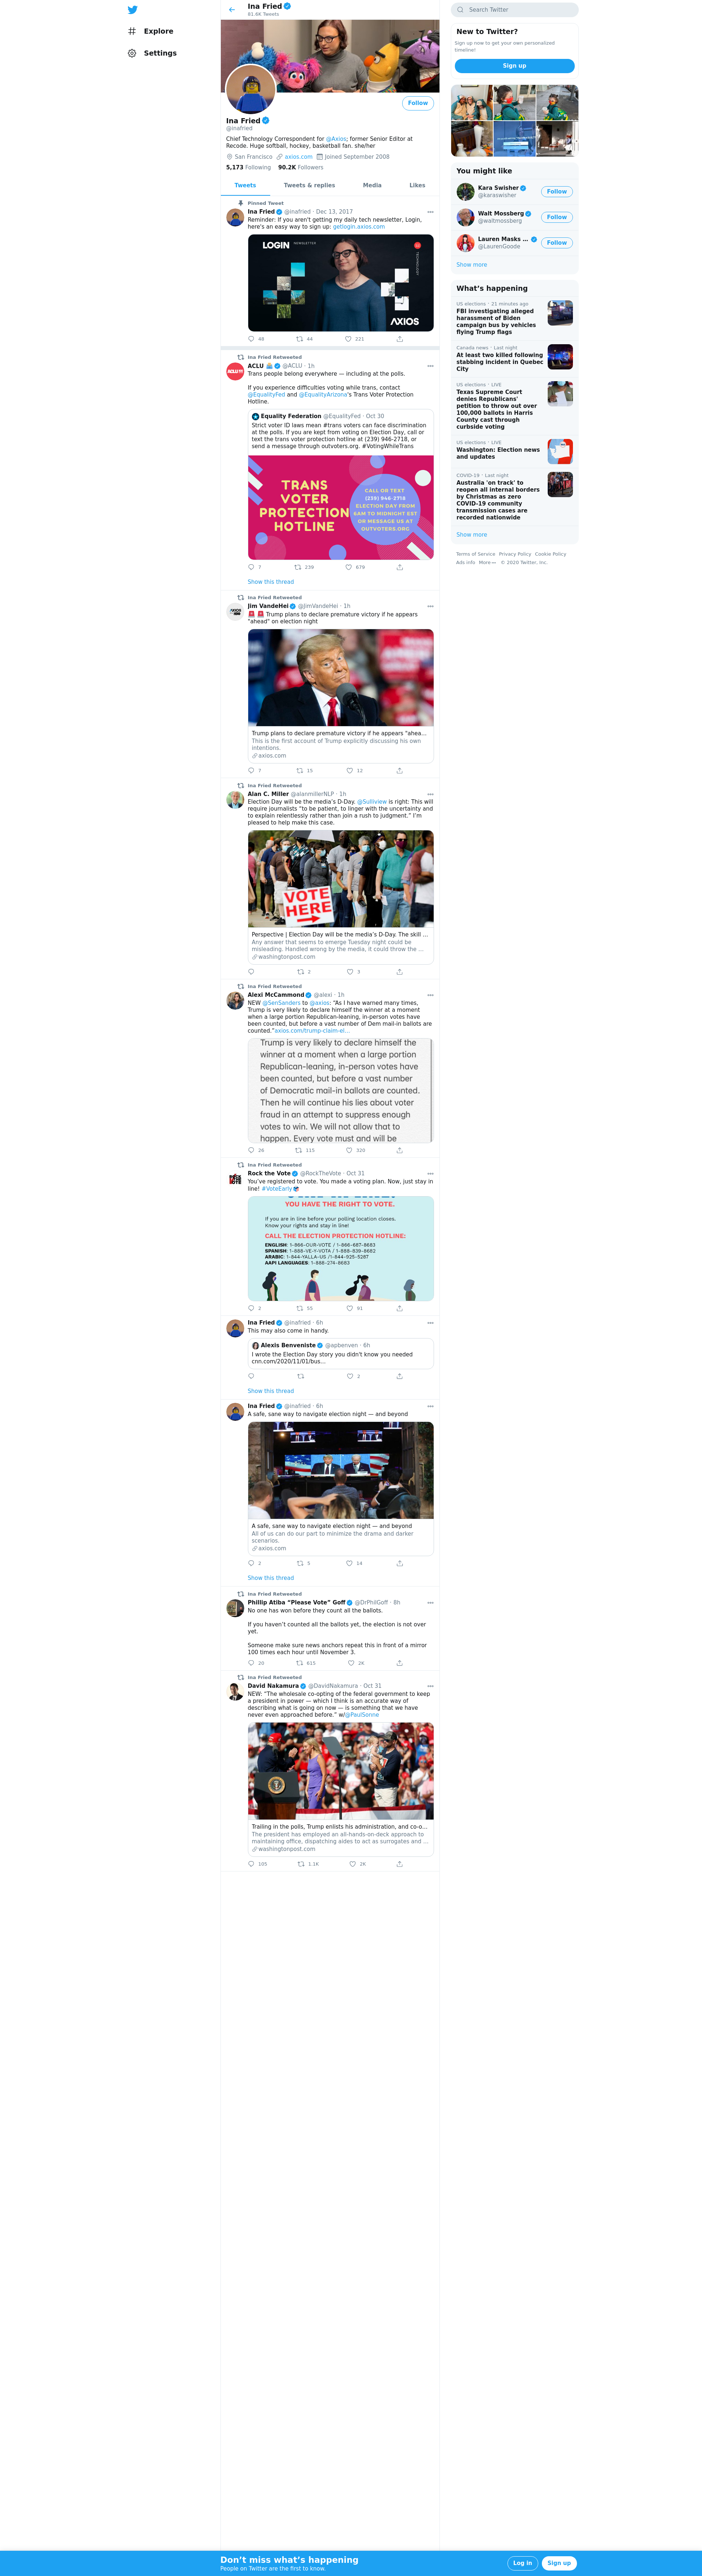 Explore
Settings
Ina Fried
81.6K Tweets
Follow
Ina Fried
@inafried
Chief Technology Correspondent for @Axios; former Senior Editor at
Recode. Huge softball, hockey, basketball fan. she/her
San Francisco axios.com Joined September 2008
5,173 Following 90.2K Followers
Tweets Tweets & replies Media Likes
Pinned Tweet
Ina Fried @inafried · Dec 13, 2017
Reminder: If you aren't getting my daily tech newsletter, Login,
here's an easy way to sign up: getlogin.axios.com
LOGIN NEWSLETTER
AXIOS
48 44 221
Ina Fried Retweeted
ACLU @ACLU · 1h
Trans people belong everywhere — including at the polls.
If you experience difficulties voting while trans, contact
@EqualityFed and @EqualityArizona's Trans Voter Protection
Hotline.
Equality Federation @EqualityFed · Oct 30
Strict voter ID laws mean #trans voters can face discrimination
at the polls. If you are kept from voting on Election Day, call or
text the trans voter protection hotline at (239) 946-2718, or
send a message through outvoters.org. #VotingWhileTrans
TRANS
VOTER
PROTECTION
HOTLINE
CALL OR TEXT
(239) 946 2718
ELECTION DAY FROM
6AM TO MIDNIGHT EST
OR MESSAGE US AT
OUTVOTERS.ORG
7 239 679
Show this thread
Ina Fried Retweeted
Jim VandeHei @JimVandeHei · 1h
Trump plans to declare premature victory if he appears
"ahead" on election night
Trump plans to declare premature victory if he appears "ahea...
This is the first account of Trump explicitly discussing his own
intentions.
axios.com
7 15 12
Ina Fried Retweeted
Alan C. Miller @alanmillerNLP · 1h
Election Day will be the media's D-Day. @Sulliview is right: This will
require journalists "to be patient, to linger with the uncertainty and
to explain relentlessly rather than join a rush to judgment." I'm
pleased to help make this case.
VOTE
HERE
Perspective | Election Day will be the media's D-Day. The skill ...
Any answer that seems to emerge Tuesday night could be
misleading. Handled wrong by the media, it could throw the ...
washingtonpost.com
2 3
Ina Fried Retweeted
Alexi McCammond @alexi · 1h
NEW @SenSanders to @axios: "As I have warned many times,
Trump is very likely to declare himself the winner at a moment
when a large portion Republican-leaning, in-person votes have
been counted, but before a vast number of Dem mail-in ballots are
counted."axios.com/trump-claim-el...
Trump is very likely to declare himself the
winner at a moment when a large portion
Republican-leaning, in-person votes have
been counted, but before a vast number
of Democratic mail-in ballots are counted.
Then he will continue his lies about voter
fraud in an attempt to suppress enough
votes to win. We will not allow that to
happen. Every vote must and will be
26 115 320
Ina Fried Retweeted
Rock the Vote @RockTheVote · Oct 31
You've registered to vote. You made a voting plan. Now, just stay in
line! #VoteEarly
YOU HAVE THE RIGHT TO VOTE.
If you are in line before your polling location closes.
Know your rights and stay in line!
CALL THE ELECTION PROTECTION HOTLINE:
ENGLISH: 1-866-OUR-VOTE / 1-866-687-8683
SPANISH: 1-888-VE-Y-VOTA / 1-888-839-8682
ARABIC: 1-844-YALLA-US /1-844-925-5287
AAPI LANGUAGES: 1-888-274-8683
2 55 91
Ina Fried @inafried · 6h
This may also come in handy.
Alexis Benveniste @apbenven · 6h
I wrote the Election Day story you didn't know you needed
cnn.com/2020/11/01/bus...
2
Show this thread
Ina Fried @inafried · 6h
A safe, sane way to navigate election night — and beyond
A safe, sane way to navigate election night — and beyond
All of us can do our part to minimize the drama and darker
scenarios.
axios.com
2 5 14
Show this thread
Ina Fried Retweeted
Phillip Atiba "Please Vote" Goff @DrPhilGoff · 8h
No one has won before they count all the ballots.
If you haven't counted all the ballots yet, the election is not over
yet.
Someone make sure news anchors repeat this in front of a mirror
100 times each hour until November 3.
20 615 2K
Ina Fried Retweeted
David Nakamura @DavidNakamura · Oct 31
NEW: "The wholesale co-opting of the federal government to keep
a president in power — which I think is an accurate way of
describing what is going on now — is something that we have
never even approached before." w/@PaulSonne
Trailing in the polls, Trump enlists his administration, and co-o...
The president has employed an all-hands-on-deck approach to
maintaining office, dispatching aides to act as surrogates and ...
washingtonpost.com
105 1.1K 2K
Search Twitter
New to Twitter?
Sign up now to get your own personalized
timeline!
Sign up
You might like
Kara Swisher
@karaswisher
Follow
Walt Mossberg
@waltmossberg
Follow
Lauren Masks ...
@LaurenGoode
Follow
Show more
What's happening
US elections · 21 minutes ago
FBI investigating alleged
harassment of Biden
campaign bus by vehicles
flying Trump flags
Canada news · Last night
At least two killed following
stabbing incident in Quebec
City
US elections · LIVE
Texas Supreme Court
denies Republicans'
petition to throw out over
100,000 ballots in Harris
County cast through
curbside voting
US elections · LIVE
Washington: Election news
and updates
COVID-19 · Last night
Australia 'on track' to
reopen all internal borders
by Christmas as zero
COVID-19 community
transmission cases are
recorded nationwide
Show more
Terms of Service Privacy Policy Cookie Policy
Ads info More © 2020 Twitter, Inc.
Don't miss what's happening
People on Twitter are the first to know.
Log in
Sign up